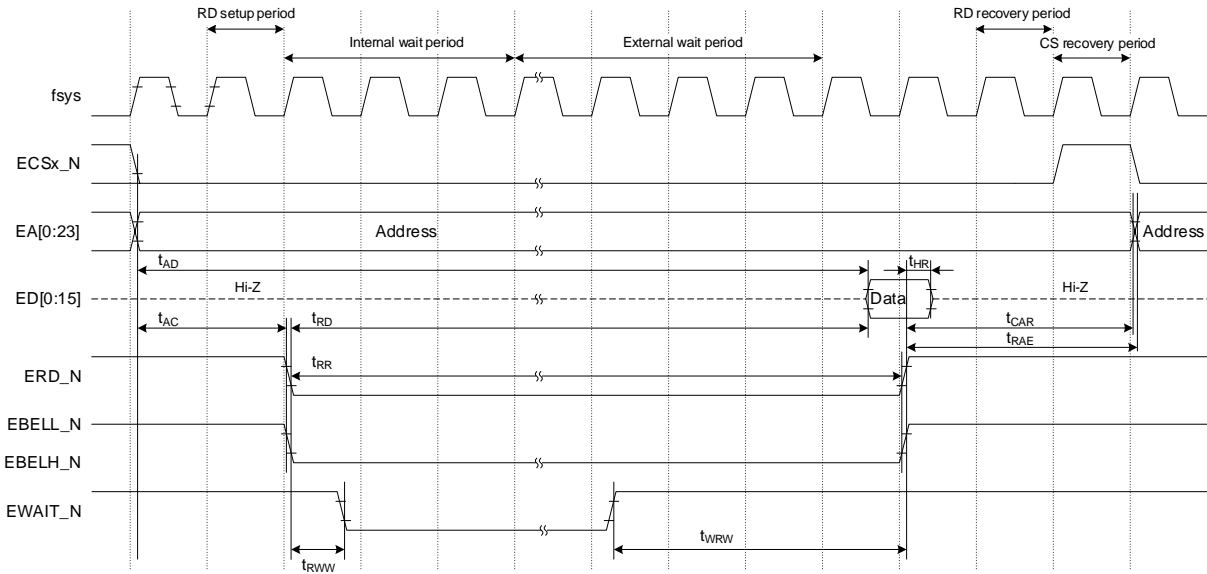 RD setup period
RD recovery period
Internal wait period
External wait period
CS recovery period
fsys
ECSx_N
EA[0:23]
Address
Address
tAD
tHR
ED[0:15]
Hi-Z
Data
Hi-Z
tAC
tRD
tCAR
tRAE
ERD_N
tRR
EBELL_N
EBELH_N
EWAIT_N
tRWW
tWRW